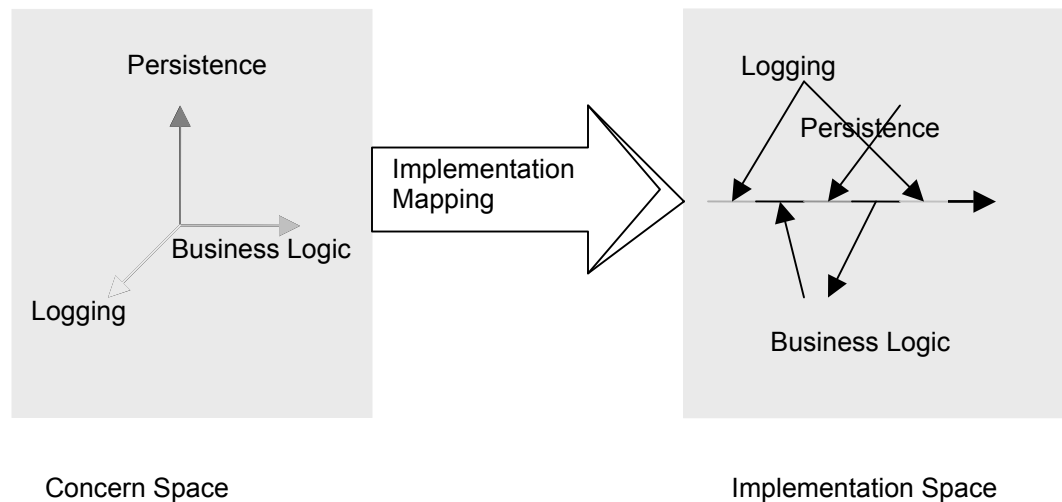 Persistence
Business Logic
Logging
Implementation
Mapping
Logging
Persistence
Business Logic
Concern Space
Implementation Space